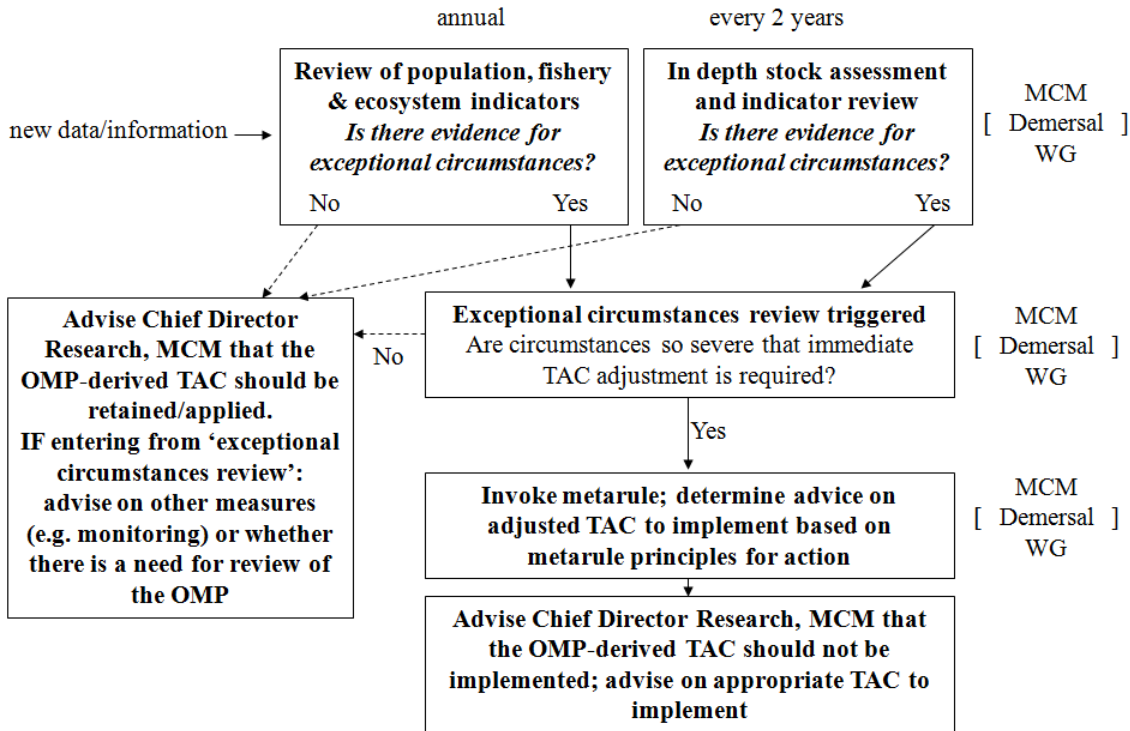 annual
every 2 years
new data/information
Review of population, fishery
& ecosystem indicators
Is there evidence for
exceptional circumstances?
No Yes
In depth stock assessment
and indicator review
Is there evidence for
exceptional circumstances?
No Yes
MCM
[ Demersal ]
WG
Advise Chief Director
Research, MCM that the
OMP-derived TAC should be
retained/applied.
IF entering from ‘exceptional
circumstances review’:
advise on other measures
(e.g. monitoring) or whether
there is a need for review of
the OMP
No
Exceptional circumstances review triggered
Are circumstances so severe that immediate
TAC adjustment is required?
MCM
[ Demersal ]
WG
Yes
Invoke metarule; determine advice on
adjusted TAC to implement based on
metarule principles for action
MCM
[ Demersal ]
WG
Advise Chief Director Research, MCM that
the OMP-derived TAC should not be
implemented; advise on appropriate TAC to
implement